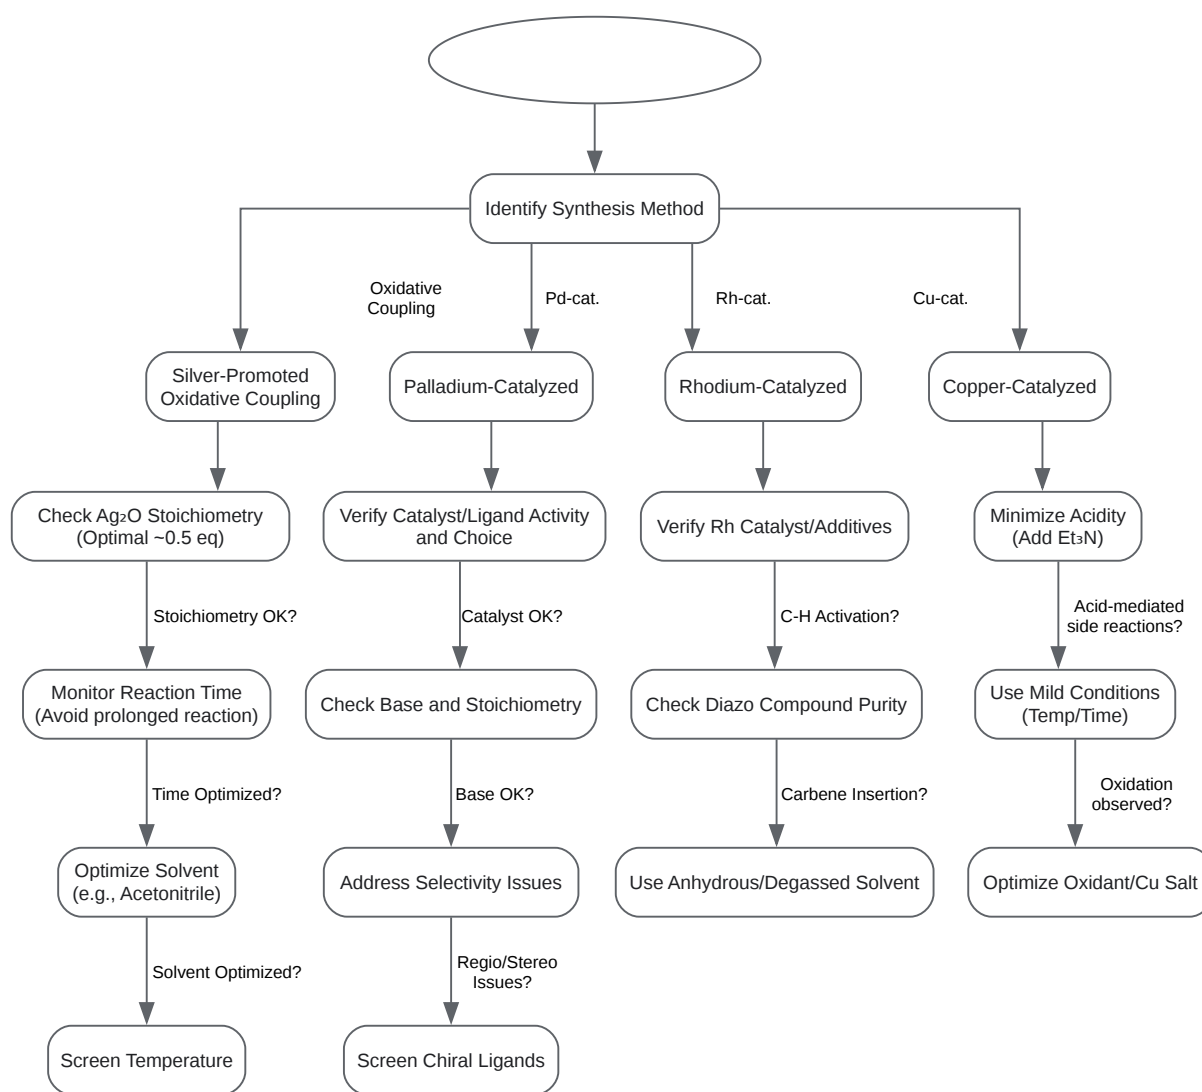 Identify Synthesis Method
Oxidative
Coupling
Pd-cat.
Rh-cat.
Cu-cat.
Silver-Promoted
Oxidative Coupling
Palladium-Catalyzed
Rhodium-Catalyzed
Copper-Catalyzed
Check Ag₂O Stoichiometry
(Optimal ~0.5 eq)
Verify Catalyst/Ligand Activity
and Choice
Verify Rh Catalyst/Additives
Minimize Acidity
(Add Et₃N)
Stoichiometry OK?
Catalyst OK?
C-H Activation?
Acid-mediated
side reactions?
Monitor Reaction Time
(Avoid prolonged reaction)
Check Base and Stoichiometry
Check Diazo Compound Purity
Use Mild Conditions
(Temp/Time)
Time Optimized?
Base OK?
Carbene Insertion?
Oxidation
observed?
Optimize Solvent
(e.g., Acetonitrile)
Address Selectivity Issues
Use Anhydrous/Degassed Solvent
Optimize Oxidant/Cu Salt
Solvent Optimized?
Regio/Stereo
Issues?
Screen Temperature
Screen Chiral Ligands